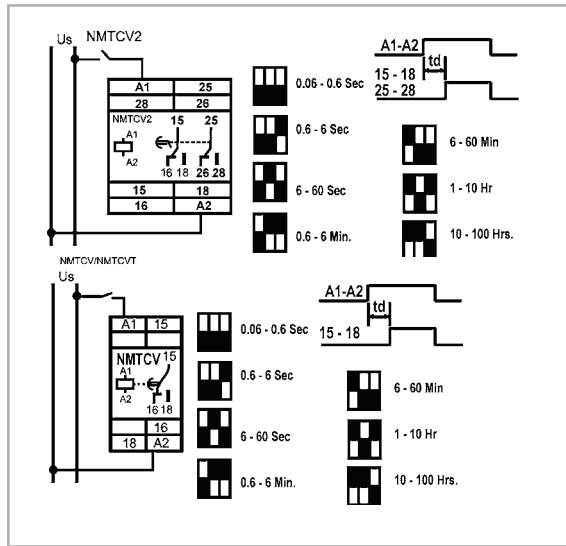 Us NMTCV2
A1 25
28 26
NMTCV2 15 25
A1
A2
16 18 26 28
15 18
16 A2
0.06 - 0.6 Sec
0.6 - 6 Sec
6 - 60 Sec
0.6 - 6 Min.
A1-A2
td
15 - 18
25 - 28
6 - 60 Min
1 - 10 Hr
10 - 100 Hrs.
NMTCV/NMTCVT
Us
A1 15
NMTCV 15
A1
A2
16 18
16
18 A2
0.06 - 0.6 Sec
0.6 - 6 Sec
6 - 60 Sec
0.6 - 6 Min.
A1-A2
td
15 - 18
6 - 60 Min
1 - 10 Hr
10 - 100 Hrs.